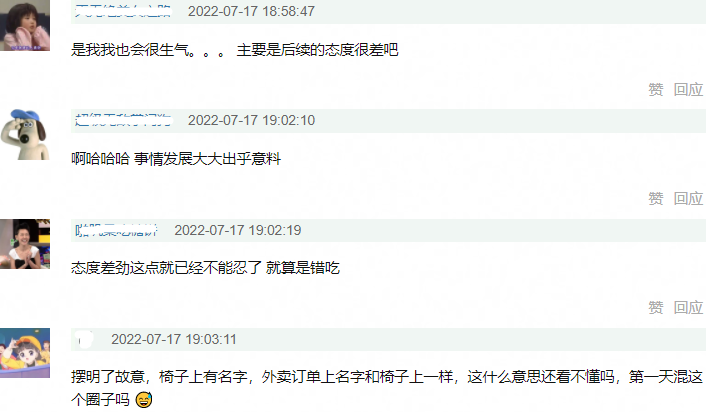 2022-07-17 18:58:47
是我我也会很生气。。。 主要是后续的态度很差吧
赞 回应
2022-07-17 19:02:10
啊哈哈哈 事情发展大大出乎意料
赞 回应
2022-07-17 19:02:19
态度差劲这点就已经不能忍了 就算是错吃
赞 回应
2022-07-17 19:03:11
摆明了故意，椅子上有名字，外卖订单上名字和椅子上一样，这什么意思还看不懂吗，第一天混这
个圈子吗 😅